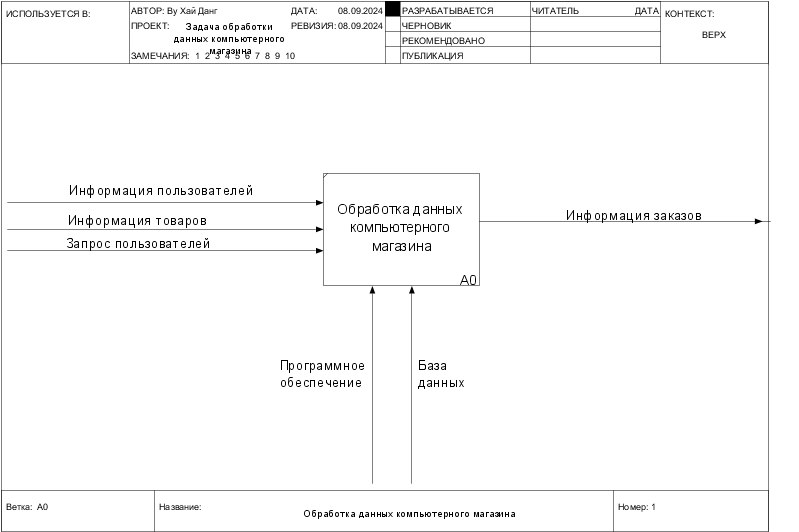 ИСПОЛЬЗУЕТСЯ В:
АВТОР: Ву Хай Данг
ДАТА: 08.09.2024
ПРОЕКТ: Задача обработки
данных компьютерного
магазина
РЕВИЗИЯ: 08.09.2024
ЗАМЕЧАНИЯ: 1 2 3 4 5 6 7 8 9 10
РАЗРАБАТЫВАЕТСЯ
ЧЕРНОВИК
РЕКОМЕНДОВАНО
ПУБЛИКАЦИЯ
ЧИТАТЕЛЬ ДАТА
КОНТЕКСТ:
ВЕРХ
Информация пользователей
Информация товаров
Запрос пользователей
Обработка данных
компьютерного
магазина
A0
Информация заказов
Программное
обеспечение
База
данных
Ветка: A0
Название:
Обработка данных компьютерного магазина
Номер: 1